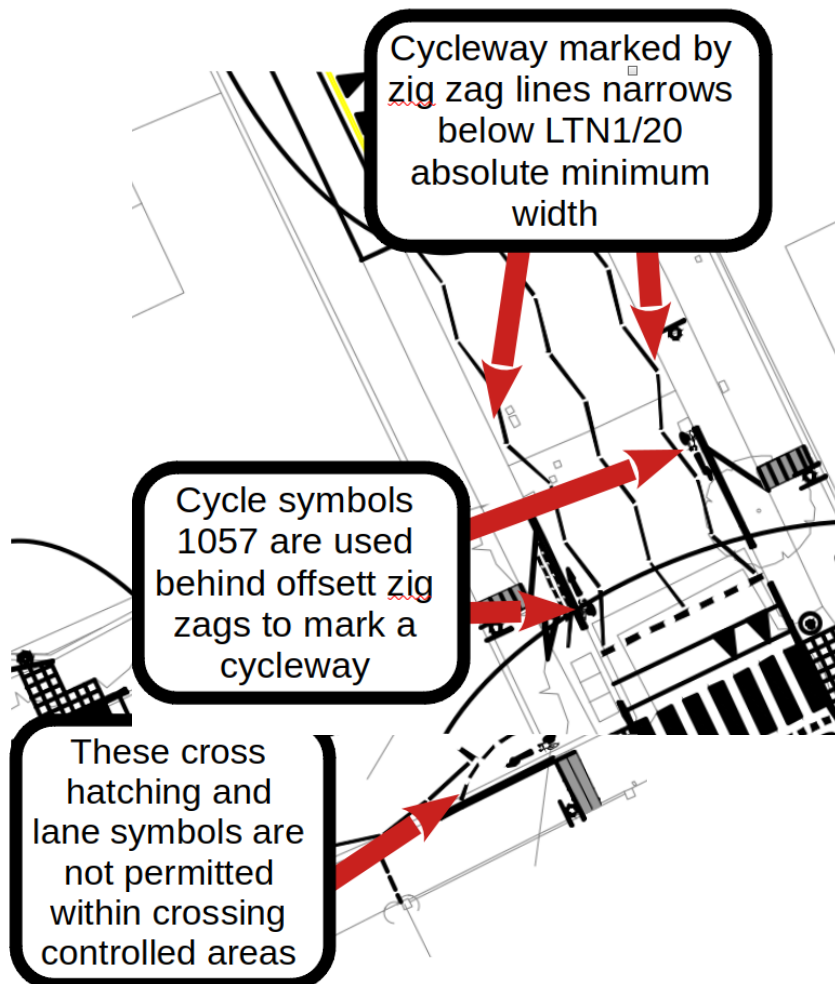 Cycleway marked by
zig zag lines narrows
below LTN1/20
absolute minimum
width
Cycle symbols
1057 are used
behind offsett zig
zags to mark a
cycleway
These cross
hatching and
lane symbols are
not permitted
within crossing
controlled areas